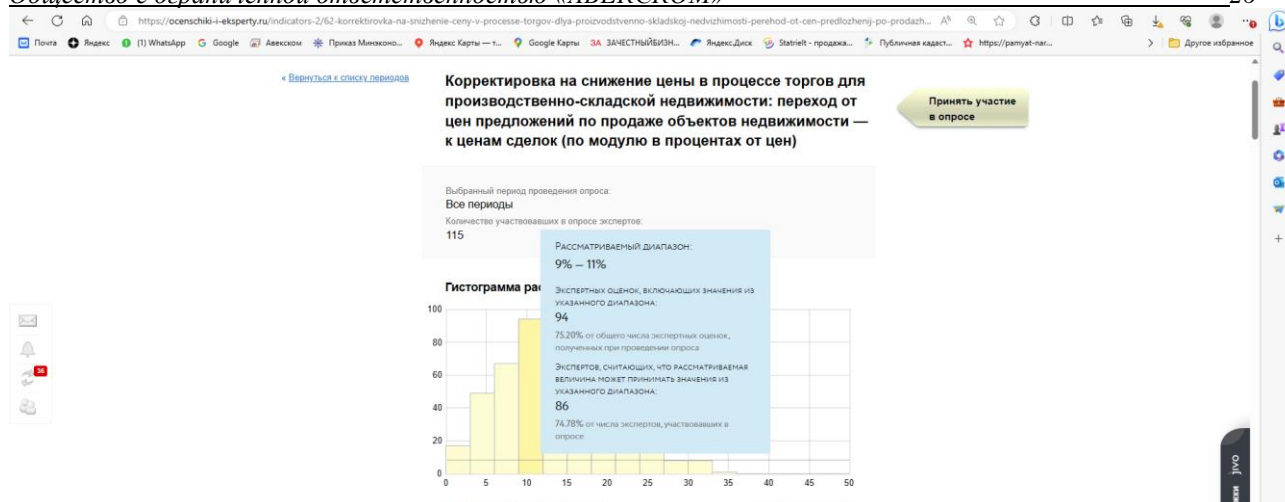 Общество с ограниченной ответственностью «АВЕКСКОМ»
https://ocenschiki-i-eksperty.ru/indicators-2/62-korrektirovka-na-snizhenie-ceny-v-processe-torgov-dlya-proizvodstvenno-skladskoj-nedvizhimosti-perehod-ot-cen-predlozhenij-po-prodazh...
Почта Яндекс (1) WhatsApp Google Авекском Приказ Минэконо... Яндекс Карты — т... Google Карты ЗА ЗАЧЕСТНЫЙБИЗН... Яндекс.Диск Statrielt - продажа... Публичная кадаст... https://pamyat-nar... Другое избранное
« Вернуться к списку периодов
Корректировка на снижение цены в процессе торгов для
производственно-складской недвижимости: переход от
цен предложений по продаже объектов недвижимости —
к ценам сделок (по модулю в процентах от цен)
Принять участие
в опросе
Выбранный период проведения опроса:
Все периоды
Количество участвовавших в опросе экспертов:
115
Рассматриваемый диапазон:
9% — 11%
Гистограмма рас
Экспертных оценок, включающих значения из
указанного диапазона:
94
75.20% от общего числа экспертных оценок,
полученных при проведении опроса
Экспертов, считающих, что рассматриваемая
величина может принимать значения из
указанного диапазона:
86
74.78% от числа экспертов, участвовавших в
опросе
100
80
60
40
20
0
0 5 10 15 20 25 30 35 40 45 50
36
jivo